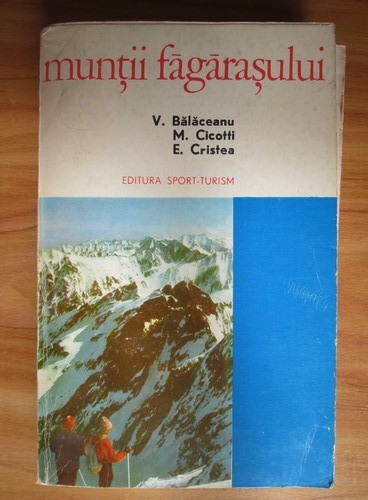 munții făgărașului
V. Bălăceanu
M. Cicotti
E. Cristea
EDITURA SPORT-TURISM